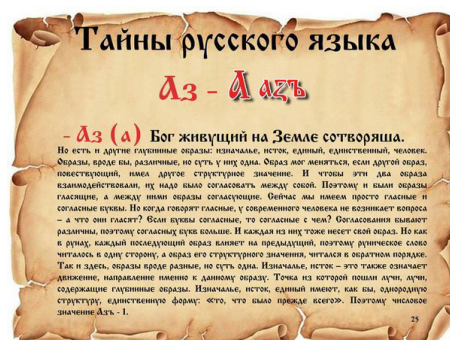 Тайны русского языка
Аз - А азъ
- Аз (а) Бог живущий на Земле сотворяша.
Но есть и другие глубинные образы: изначалье, исток, единый, единственный, человек.
Образы, вроде бы, различные, но суть у них одна. Образ мог меняться, если другой образ,
повествующий, имел другое структурное значение. И чтобы эти два образа
взаимодействовали, их надо было согласовать между собой. Поэтому и были образы
гласящие, а между ними образы согласующие. Сейчас мы имеем просто гласные и
согласные буквы. Но когда говорят гласные, у современного человека не возникает вопроса
– а что они гласят? Если буквы согласные, то согласные с чем? Согласования бывают
различны, поэтому согласных букв больше. И каждая из них тоже несет свой образ. Но как
в рунах, каждый последующий образ влияет на предыдущий, поэтому руническое слово
читалось в одну сторону, а образ его структурного значения, читался в обратном порядке.
Так и здесь, образы вроде разные, но суть одна. Изначалье, исток – это также означает
движение, направление именно к данному образу. Точка из которой пошли лучи, лучи,
содержащие глубинные образы. Изначалье, исток, единый имеют, как бы, однородную
структуру, единственную форму: «то, что было прежде всего». Поэтому числовое
значение Азъ - 1.
25